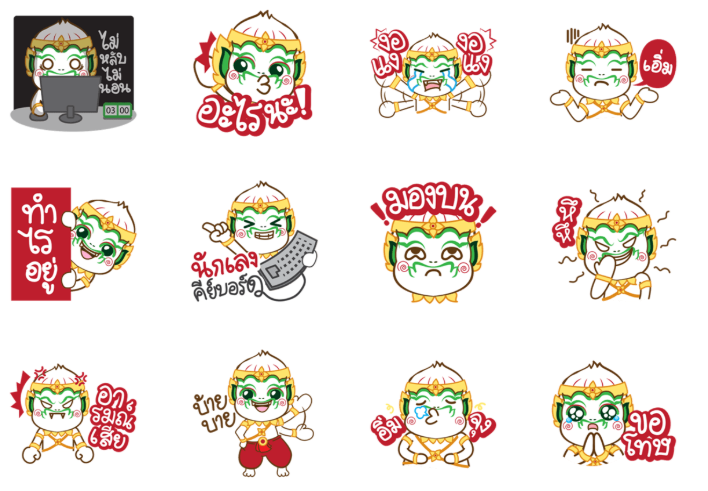 ไม่
หลับ
ไม่
นอน
03 00
อะไรนะ!
งอ
แง
งอ
แง
เอิ่ม
ทำ
ไร
อยู่
นักเลง
คีย์บอร์ด
!มองบน!
หึ
หึ
อา
รมณ์
เสีย
บ้าย
บาย
อึ้ม จุ๊
ขอ
โทษ